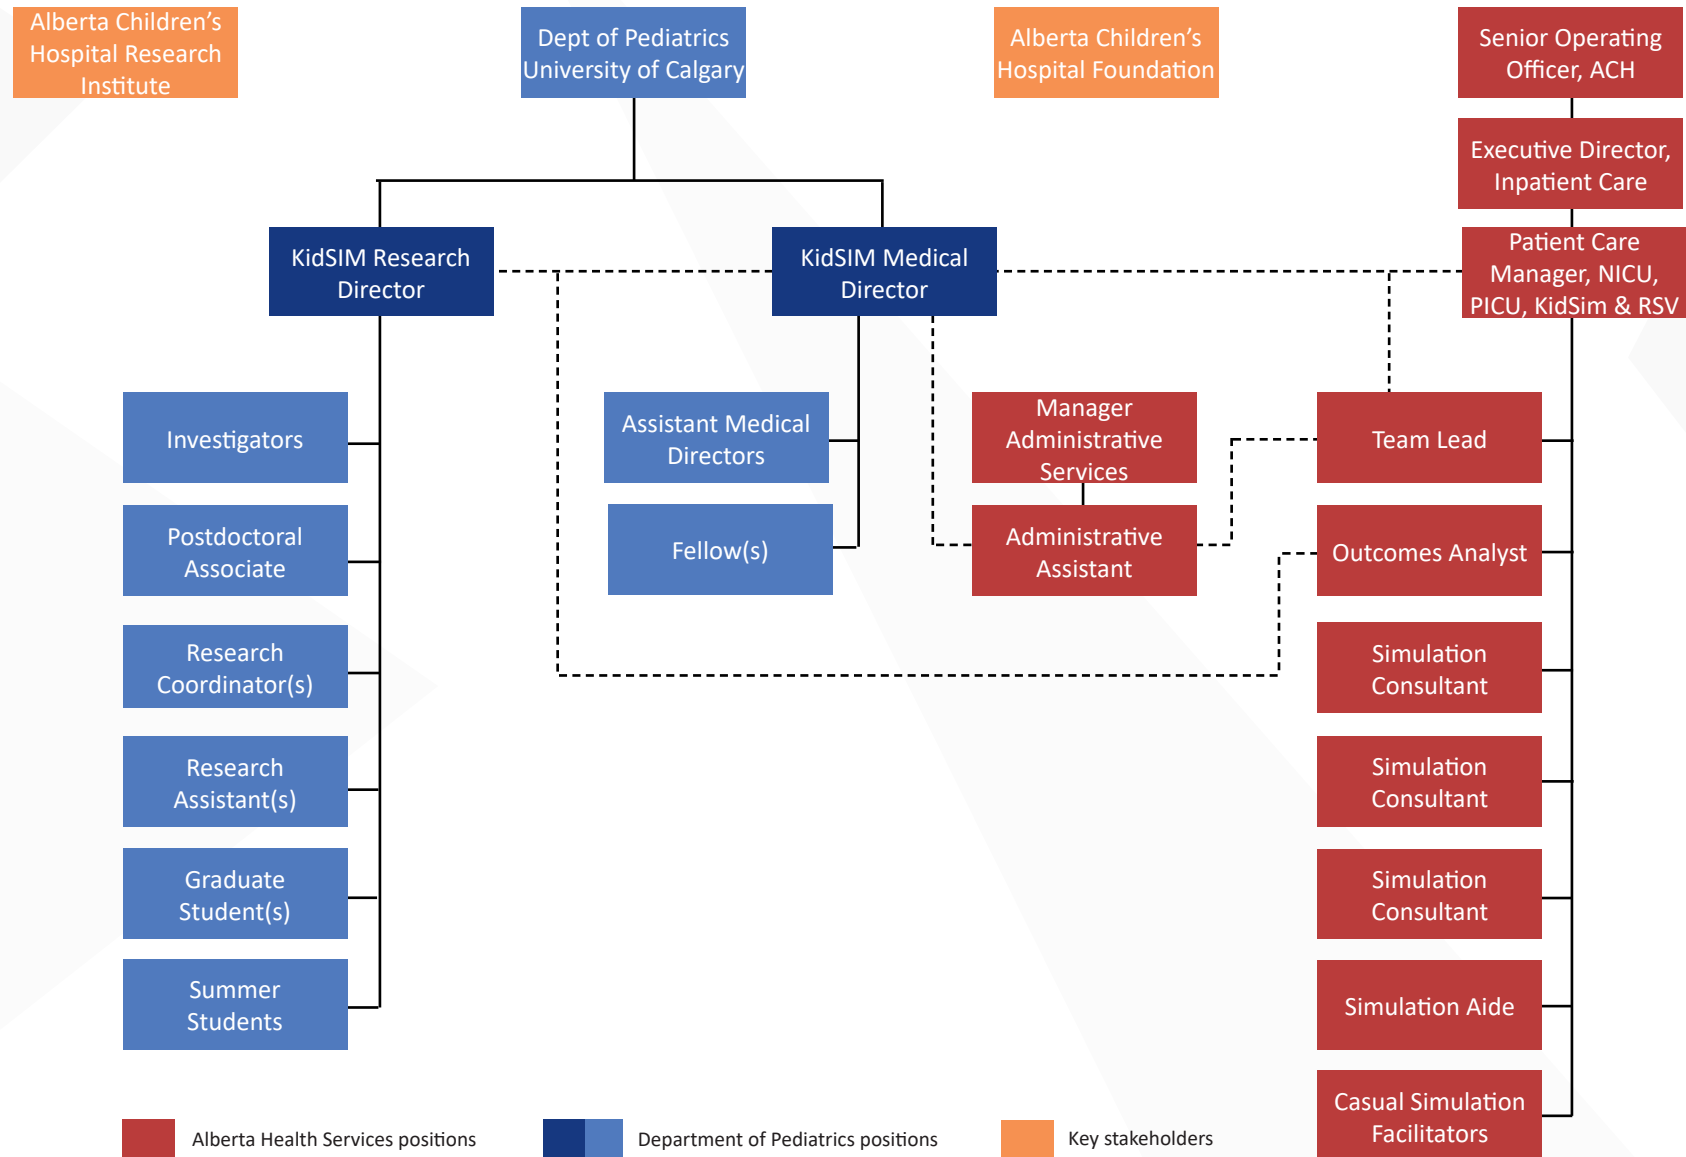 Alberta Children’s
Hospital Research
Institute
Dept of Pediatrics
University of Calgary
Alberta Children’s
Hospital Foundation
Senior Operating
Officer, ACH
Executive Director,
Inpatient Care
KidSIM Research
Director
KidSIM Medical
Director
Patient Care
Manager, NICU,
PICU, KidSim & RSV
Investigators
Assistant Medical
Directors
Manager
Administrative
Services
Team Lead
Postdoctoral
Associate
Fellow(s)
Administrative
Assistant
Outcomes Analyst
Research
Coordinator(s)
Simulation
Consultant
Research
Assistant(s)
Simulation
Consultant
Graduate
Student(s)
Simulation
Consultant
Summer
Students
Simulation Aide
Casual Simulation
Facilitators
Alberta Health Services positions
Department of Pediatrics positions
Key stakeholders